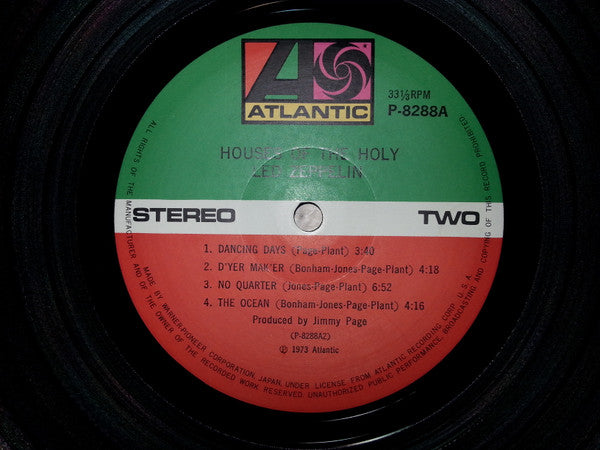 ATLANTIC
33⅓ RPM
P-8288A
HOUSES OF THE HOLY
LED ZEPPELIN
STEREO
TWO
1. DANCING DAYS (Page-Plant) 3:40
2. D'YER MAK'ER (Bonham-Jones-Page-Plant) 4:18
3. NO QUARTER (Jones-Page-Plant) 6:52
4. THE OCEAN (Bonham-Jones-Page-Plant) 4:16
Produced by Jimmy Page
(P-8288A2)
℗ 1973 Atlantic
ALL RIGHTS OF THE MANUFACTURER AND OF THE OWNER OF THE RECORDED WORK RESERVED. UNAUTHORIZED PUBLIC PERFORMANCE, BROADCASTING AND COPYING OF THIS RECORD PROHIBITED.
MADE BY WARNER-PIONEER CORPORATION, JAPAN, UNDER LICENSE FROM ATLANTIC RECORDING CORP., U.S.A.